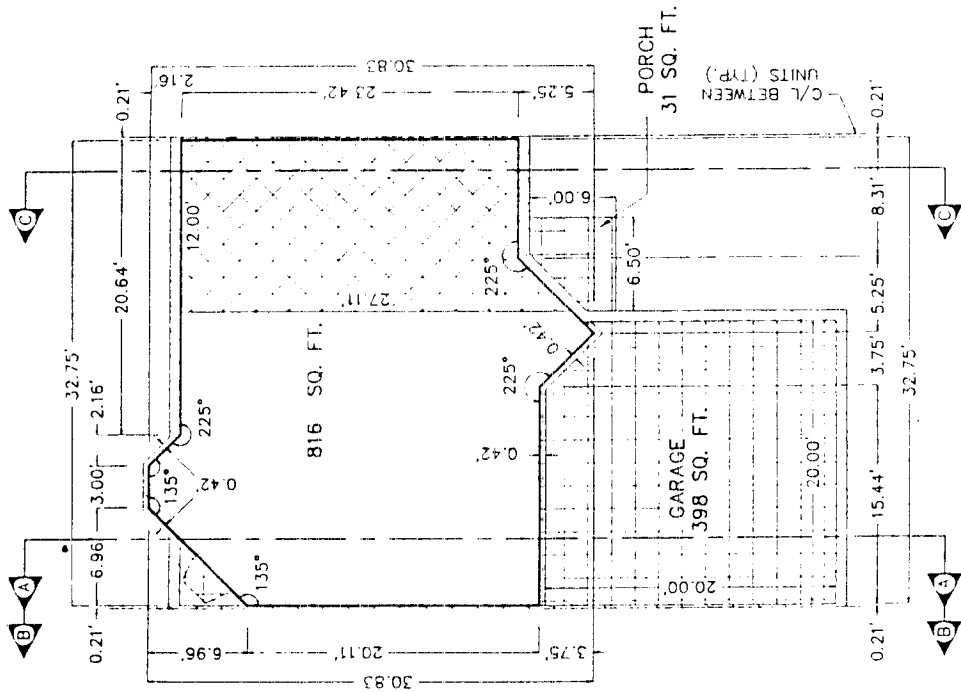 32.75'
0.21'
6.96'
3.00'
2.16'
20.64'
0.21'
2.16
30.83
23.42'
5.25'
12.00'
27.11'
816 SQ. FT.
135°
135°
225°
0.42'
225°
225°
0.42'
0.42'
6.96'
20.11'
3.75'
30.83
PORCH
31 SQ. FT.
C/L BETWEEN
UNITS (TYP.)
6.00'
6.50'
GARAGE
398 SQ. FT.
20.00'
20.00'
0.21'
15.44'
3.75'
5.25'
8.31'
0.21'
32.75'
A
B
C
A
B
C